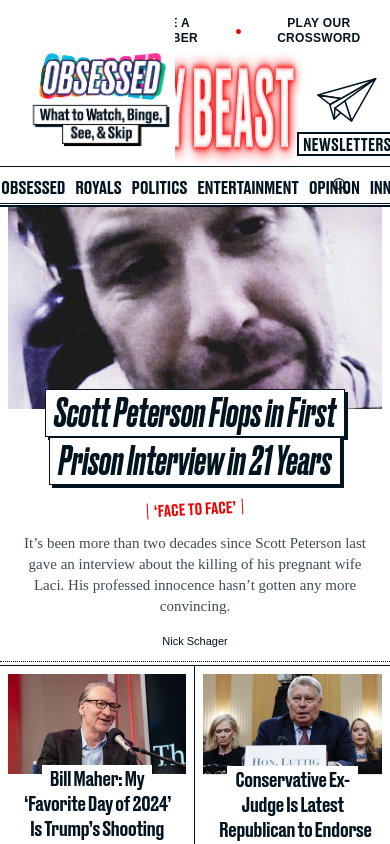 E A
BER
PLAY OUR
CROSSWORD
OBSESSED
What to Watch, Binge,
See, & Skip
Y BEAST
NEWSLETTERS
OBSESSED ROYALS POLITICS ENTERTAINMENT OPINION INN
Scott Peterson Flops in First
Prison Interview in 21 Years
‘FACE TO FACE’
It’s been more than two decades since Scott Peterson last
gave an interview about the killing of his pregnant wife
Laci. His professed innocence hasn’t gotten any more
convincing.
Nick Schager
Th
Bill Maher: My
‘Favorite Day of 2024’
Is Trump’s Shooting
HON. LUTTIG
Conservative Ex-
Judge Is Latest
Republican to Endorse